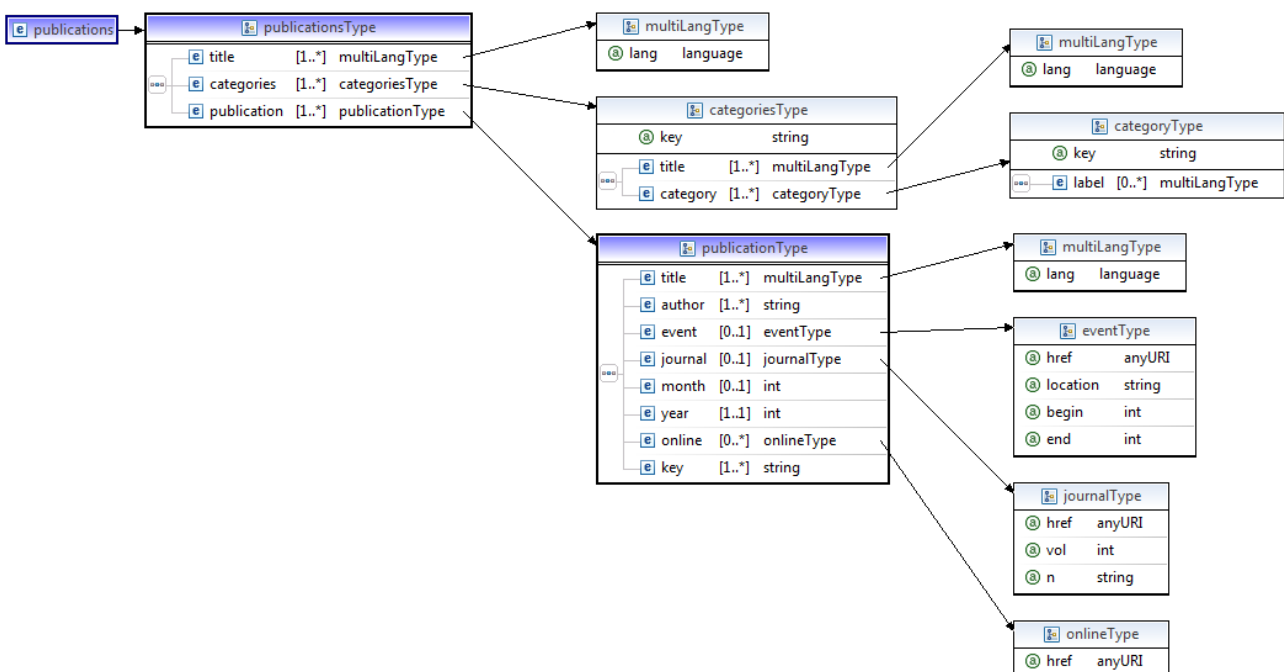 e publications
publicationsType
e title [1..*] multiLangType
e categories [1..*] categoriesType
e publication [1..*] publicationType
multiLangType
a lang language
categoriesType
a key string
e title [1..*] multiLangType
e category [1..*] categoryType
multiLangType
a lang language
categoryType
a key string
e label [0..*] multiLangType
publicationType
e title [1..*] multiLangType
e author [1..*] string
e event [0..1] eventType
e journal [0..1] journalType
e month [0..1] int
e year [1..1] int
e online [0..*] onlineType
e key [1..*] string
multiLangType
a lang language
eventType
a href anyURI
a location string
a begin int
a end int
journalType
a href anyURI
a vol int
a n string
onlineType
a href anyURI